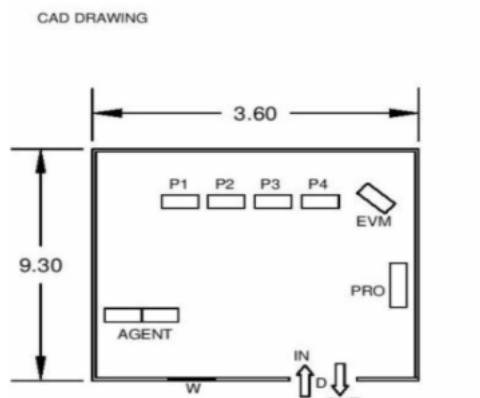 CAD DRAWING
3.60
P1 P2 P3 P4
EVM
9.30
PRO
AGENT
IN
D
W